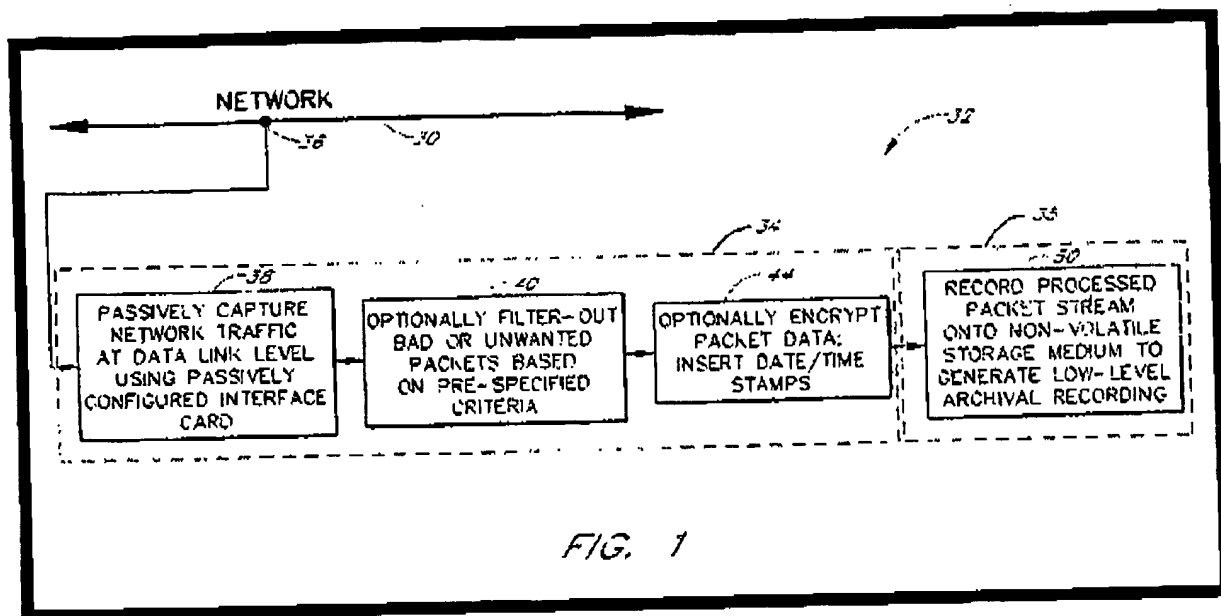 NETWORK
36
30
32
34
35
38
40
44
50
PASSIVELY CAPTURE
NETWORK TRAFFIC
AT DATA LINK LEVEL
USING PASSIVELY
CONFIGURED INTERFACE
CARD
OPTIONALLY FILTER-OUT
BAD OR UNWANTED
PACKETS BASED
ON PRE-SPECIFIED
CRITERIA
OPTIONALLY ENCRYPT
PACKET DATA;
INSERT DATE/TIME
STAMPS
RECORD PROCESSED
PACKET STREAM
ONTO NON-VOLATILE
STORAGE MEDIUM TO
GENERATE LOW-LEVEL
ARCHIVAL RECORDING
FIG. 1